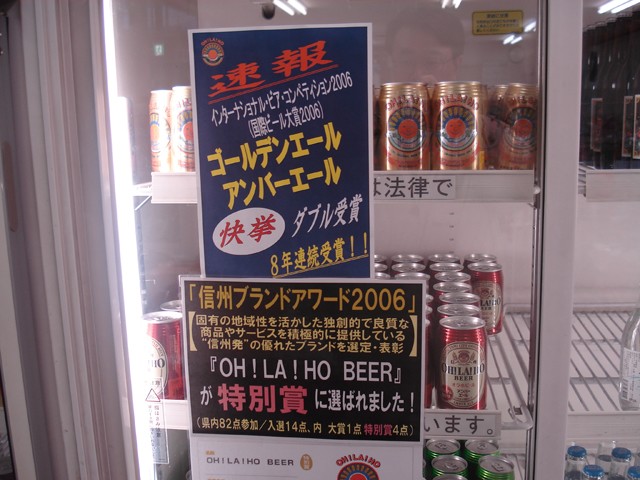 OH!LA!HO
速報
インターナショナル・ビア・コンペティション2006
(国際ビール大賞2006)
ゴールデンエール
アンバーエール
快挙
ダブル受賞
8年連続受賞!!
は法律で
「信州ブランドアワード2006」
固有の地域性を活かした独創的で良質な
商品やサービスを積極的に提供している
"信州発"の優れたブランドを選定・表彰
『OH!LA!HO BEER』
が特別賞に選ばれました!
(県内82点参加/入選14点、内 大賞1点 特別賞4点)
OH!LA!HO BEER
OH!LA!HO
OH!LA!HO
BEER
います。